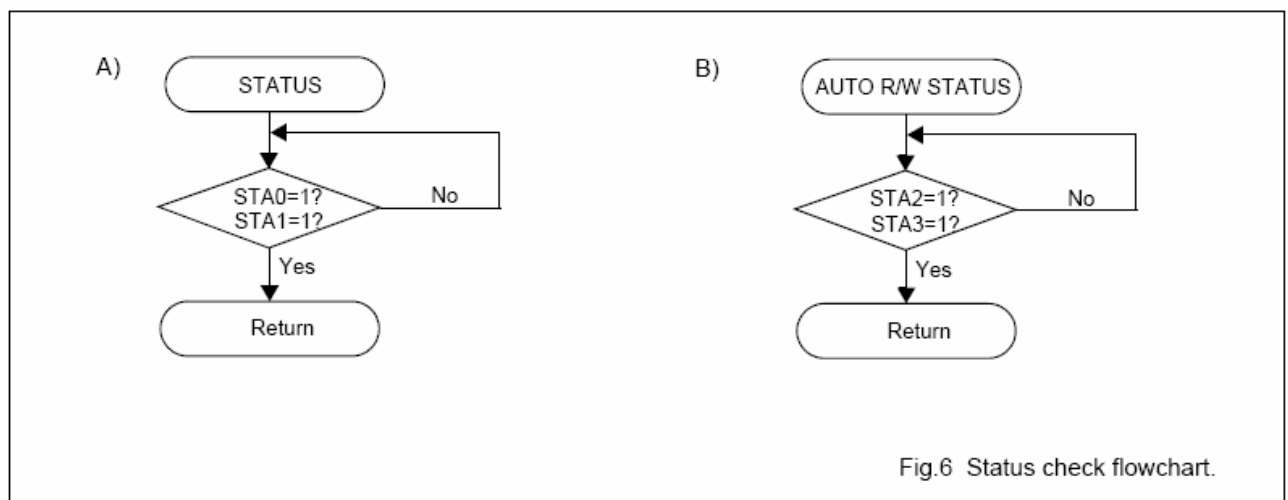 A)
STATUS
STA0=1?
STA1=1?
No
Yes
Return
B)
AUTO R/W STATUS
STA2=1?
STA3=1?
No
Yes
Return
Fig.6 Status check flowchart.